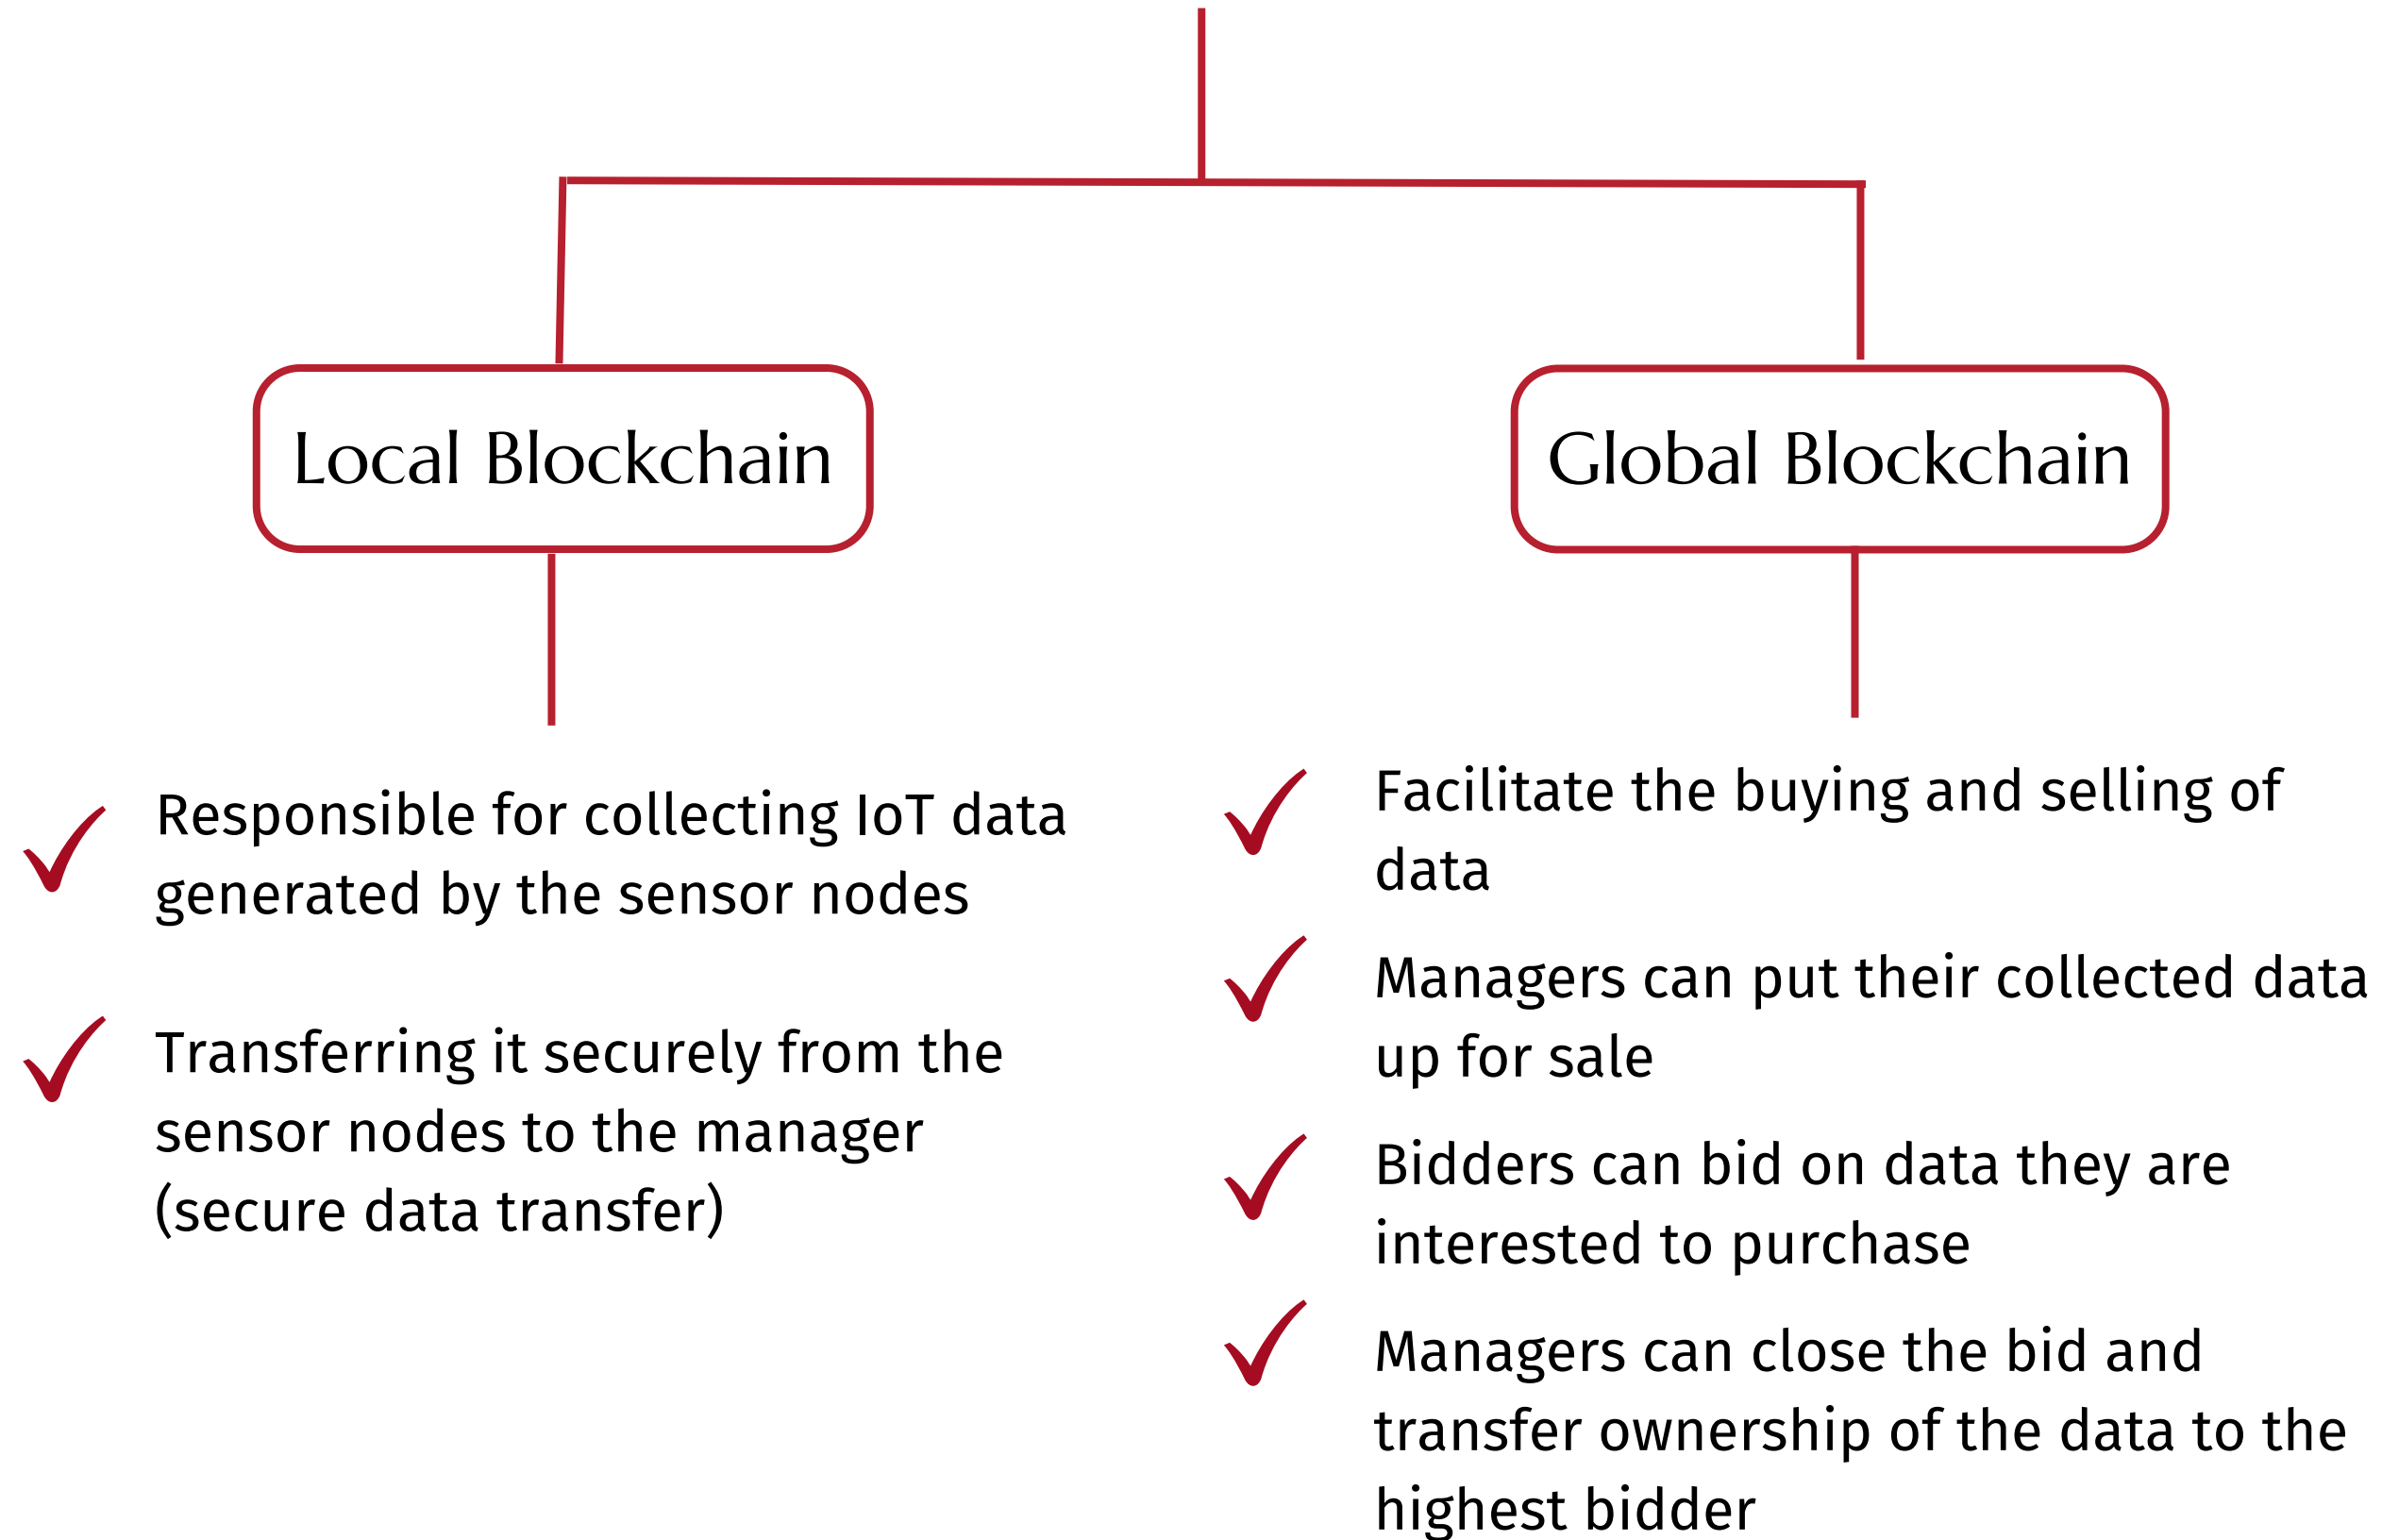 Local Blockchain
Global Blockchain
Responsible for collecting IoT data
generated by the sensor nodes
Transferring it securely from the
sensor nodes to the manager
(secure data transfer)
Facilitate the buying and selling of
data
Managers can put their collected data
up for sale
Bidders can bid on data they are
interested to purchase
Managers can close the bid and
transfer ownership of the data to the
highest bidder